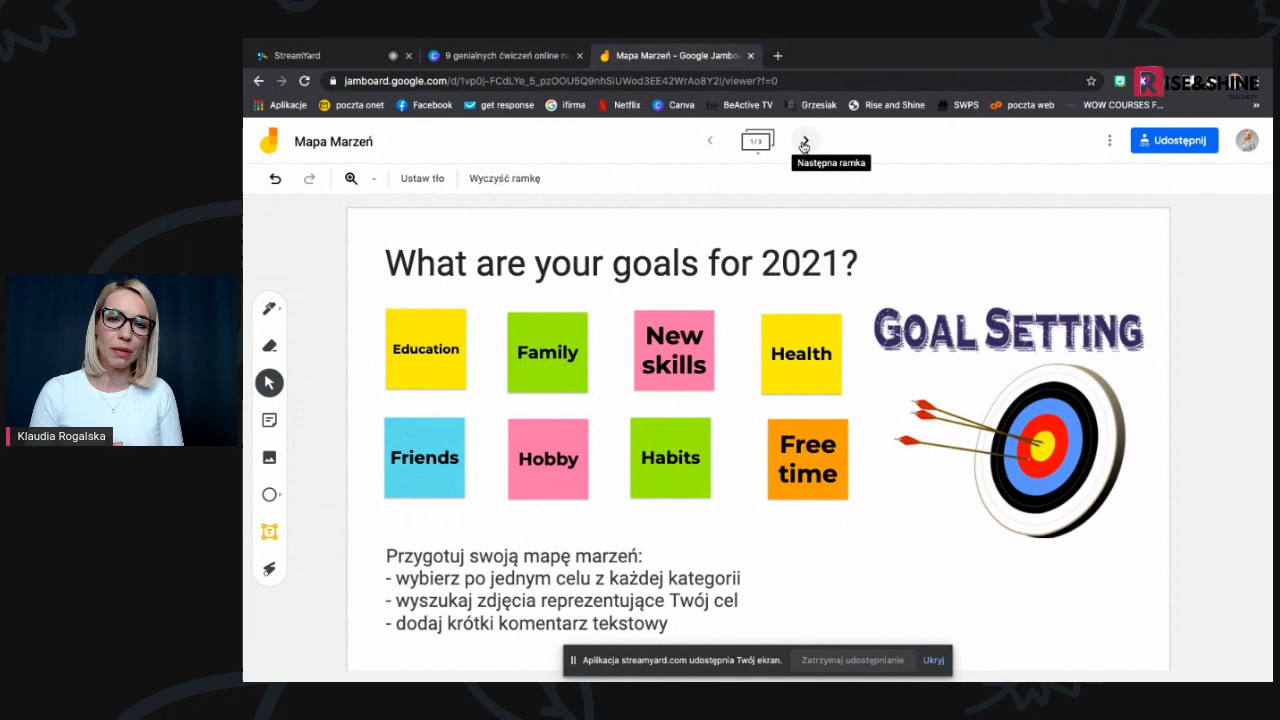 StreamYard
9 genialnych ćwiczeń online na
Mapa Marzeń - Google Jamboa
jamboard.google.com/d/1vp0j-FCdLYe_5_pzOOU5Q9nhSiUWod3EE42WrAo8Y2I/viewer?f=0
RISE&SHINE
TEACHERS
Aplikacje
poczta onet
Facebook
get response
ifirma
Netflix
Canva
BeActive TV
Grzesiak
Rise and Shine
SWPS
poczta web
WOW COURSES F...
Mapa Marzeń
1/3
Udostępnij
Następna ramka
Ustaw tło
Wyczyść ramkę
What are your goals for 2021?
Education
Family
New
skills
Health
GOAL SETTING
Friends
Hobby
Habits
Free
time
Klaudia Rogalska
Przygotuj swoją mapę marzeń:
- wybierz po jednym celu z każdej kategorii
- wyszukaj zdjęcia reprezentujące Twój cel
- dodaj krótki komentarz tekstowy
Aplikacja streamyard.com udostępnia Twój ekran.
Zatrzymaj udostępnianie
Ukryj